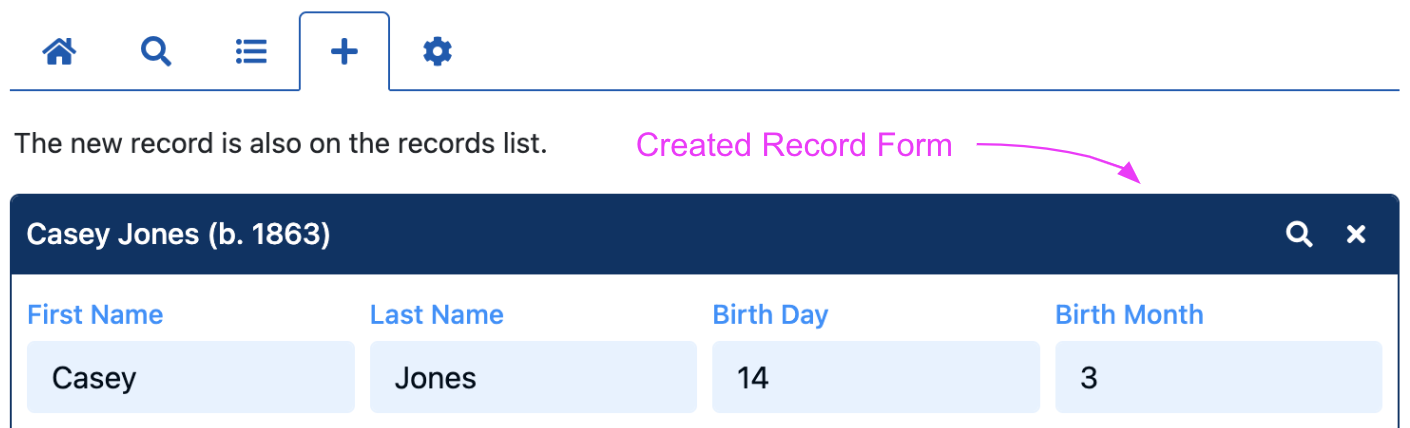 The new record is also on the records list.
Created Record Form
Casey Jones (b. 1863)
First Name
Last Name
Birth Day
Birth Month
Casey
Jones
14
3